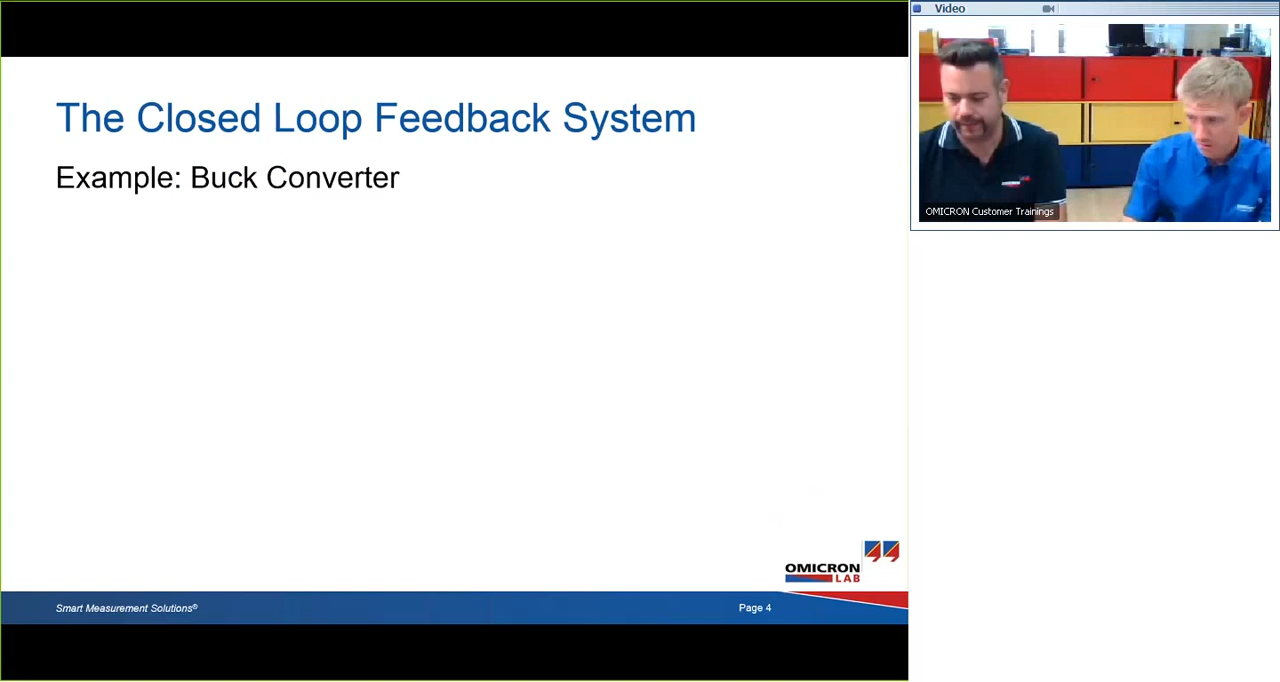 The Closed Loop Feedback System
Example: Buck Converter
OMICRON
LAB
Smart Measurement Solutions®
Page 4
Video
OMICRON Customer Trainings